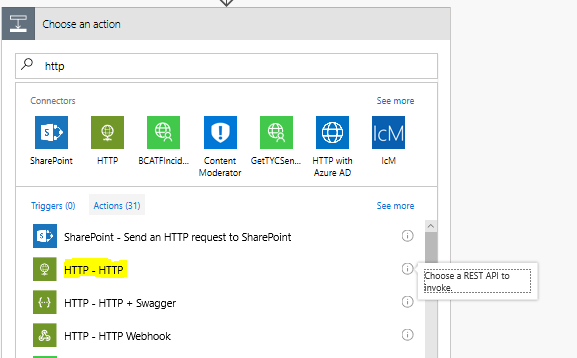 Choose an action
http
Connectors
See more
SharePoint
HTTP
BCATFIncid...
Content
Moderator
GetTYCSen...
HTTP with
Azure AD
IcM
IcM
Triggers (0)
Actions (31)
See more
SharePoint - Send an HTTP request to SharePoint
HTTP - HTTP
Choose a REST API to
invoke.
HTTP - HTTP + Swagger
HTTP - HTTP Webhook